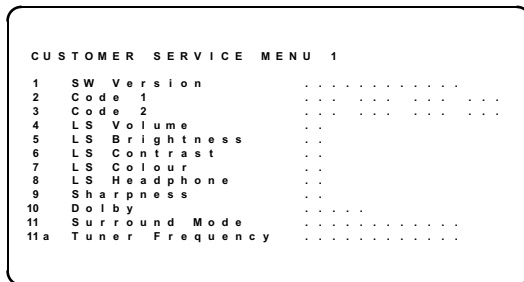 CUSTOMER SERVICE MENU 1
1 SW Version . . . . . . . . . . . .
2 Code 1 . . . . . . . . . . . .
3 Code 2 . . . . . . . . . . . .
4 LS Volume . .
5 LS Brightness . .
6 LS Contrast . .
7 LS Colour . .
8 LS Headphone . .
9 Sharpness . .
10 Dolby . . . . .
11 Surround Mode . . . . . . . . . . . .
11a Tuner Frequency . . . . . . . . . . . .